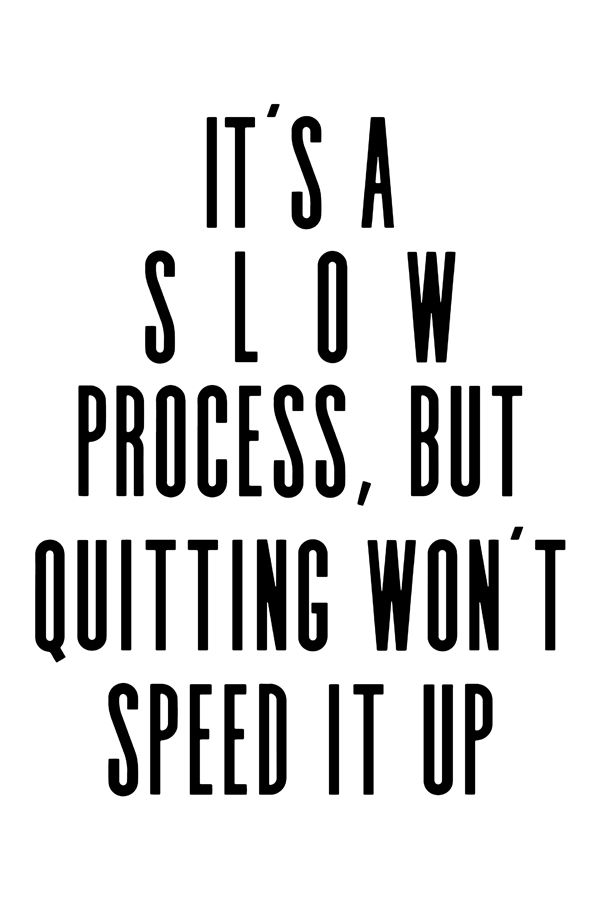 IT´S A
S L O W
PROCESS, BUT
QUITTING WON´T
SPEED IT UP